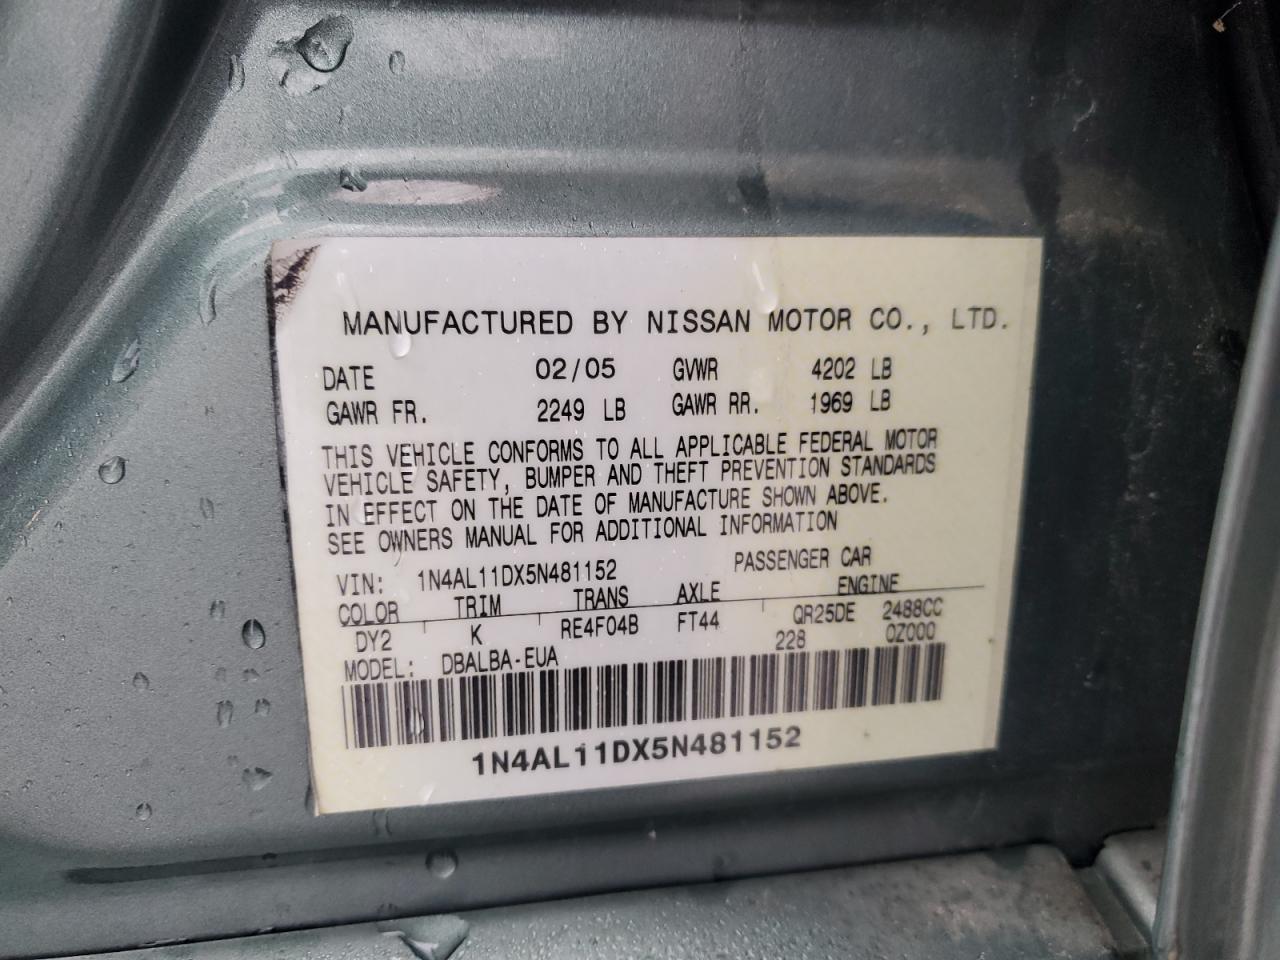 MANUFACTURED BY NISSAN MOTOR CO., LTD.
DATE 02/05 GVWR 4202 LB
GAWR FR. 2249 LB GAWR RR. 1969 LB
THIS VEHICLE CONFORMS TO ALL APPLICABLE FEDERAL MOTOR
VEHICLE SAFETY, BUMPER AND THEFT PREVENTION STANDARDS
IN EFFECT ON THE DATE OF MANUFACTURE SHOWN ABOVE.
SEE OWNERS MANUAL FOR ADDITIONAL INFORMATION
VIN: 1N4AL11DX5N481152 PASSENGER CAR
COLOR TRIM TRANS AXLE ENGINE
DY2 K RE4F04B FT44 QR25DE 2488CC
228 0Z000
MODEL: DBALBA-EUA
1N4AL11DX5N481152